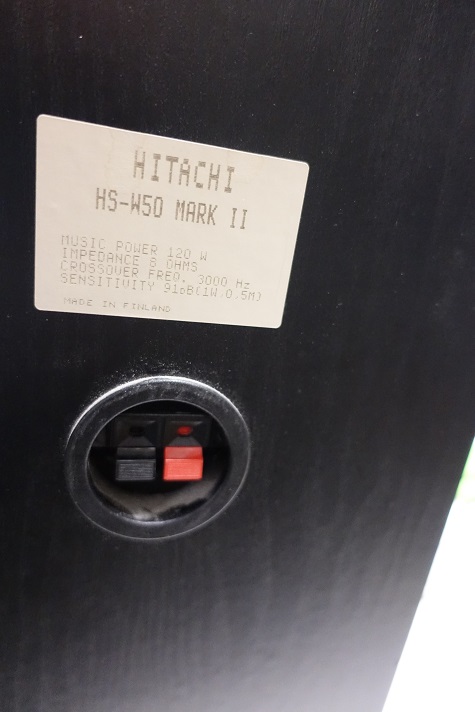 HITACHI
HS-W50 MARK II
MUSIC POWER 120 W
IMPEDANCE 8 OHMS
CROSSOVER FREQ. 3000 Hz
SENSITIVITY 91dB(1W,0.5M)
MADE IN FINLAND